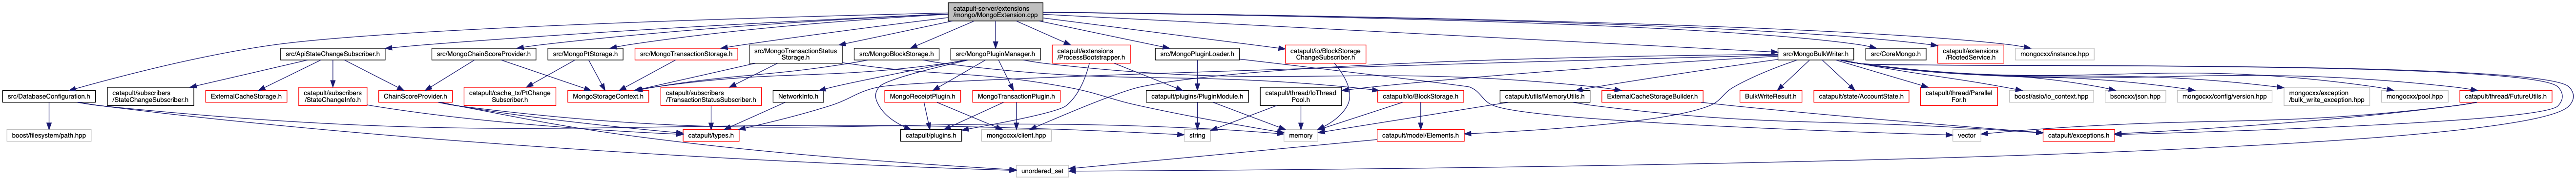 catapult-server/extensions
/mongo/MongoExtension.cpp
src/ApiStateChangeSubscriber.h
src/MongoChainScoreProvider.h
src/MongoPtStorage.h
src/MongoTransactionStorage.h
src/MongoTransactionStatus
Storage.h
src/MongoBlockStorage.h
src/MongoPluginManager.h
catapult/extensions
/ProcessBootstrapper.h
src/MongoPluginLoader.h
catapult/io/BlockStorage
ChangeSubscriber.h
src/MongoBulkWriter.h
src/CoreMongo.h
catapult/extensions
/RootedService.h
mongocxx/instance.hpp
src/DatabaseConfiguration.h
catapult/subscribers
/StateChangeSubscriber.h
ExternalCacheStorage.h
catapult/subscribers
/StateChangeInfo.h
ChainScoreProvider.h
catapult/cache_tx/PtChange
Subscriber.h
MongoStorageContext.h
catapult/subscribers
/TransactionStatusSubscriber.h
NetworkInfo.h
MongoReceiptPlugin.h
MongoTransactionPlugin.h
catapult/plugins/PluginModule.h
catapult/thread/IoThread
Pool.h
catapult/io/BlockStorage.h
catapult/utils/MemoryUtils.h
ExternalCacheStorageBuilder.h
BulkWriteResult.h
catapult/state/AccountState.h
catapult/thread/Parallel
For.h
boost/asio/io_context.hpp
bsoncxx/json.hpp
mongocxx/config/version.hpp
mongocxx/exception
/bulk_write_exception.hpp
mongocxx/pool.hpp
catapult/thread/FutureUtils.h
boost/filesystem/path.hpp
catapult/types.h
catapult/plugins.h
mongocxx/client.hpp
string
memory
catapult/model/Elements.h
vector
catapult/exceptions.h
unordered_set